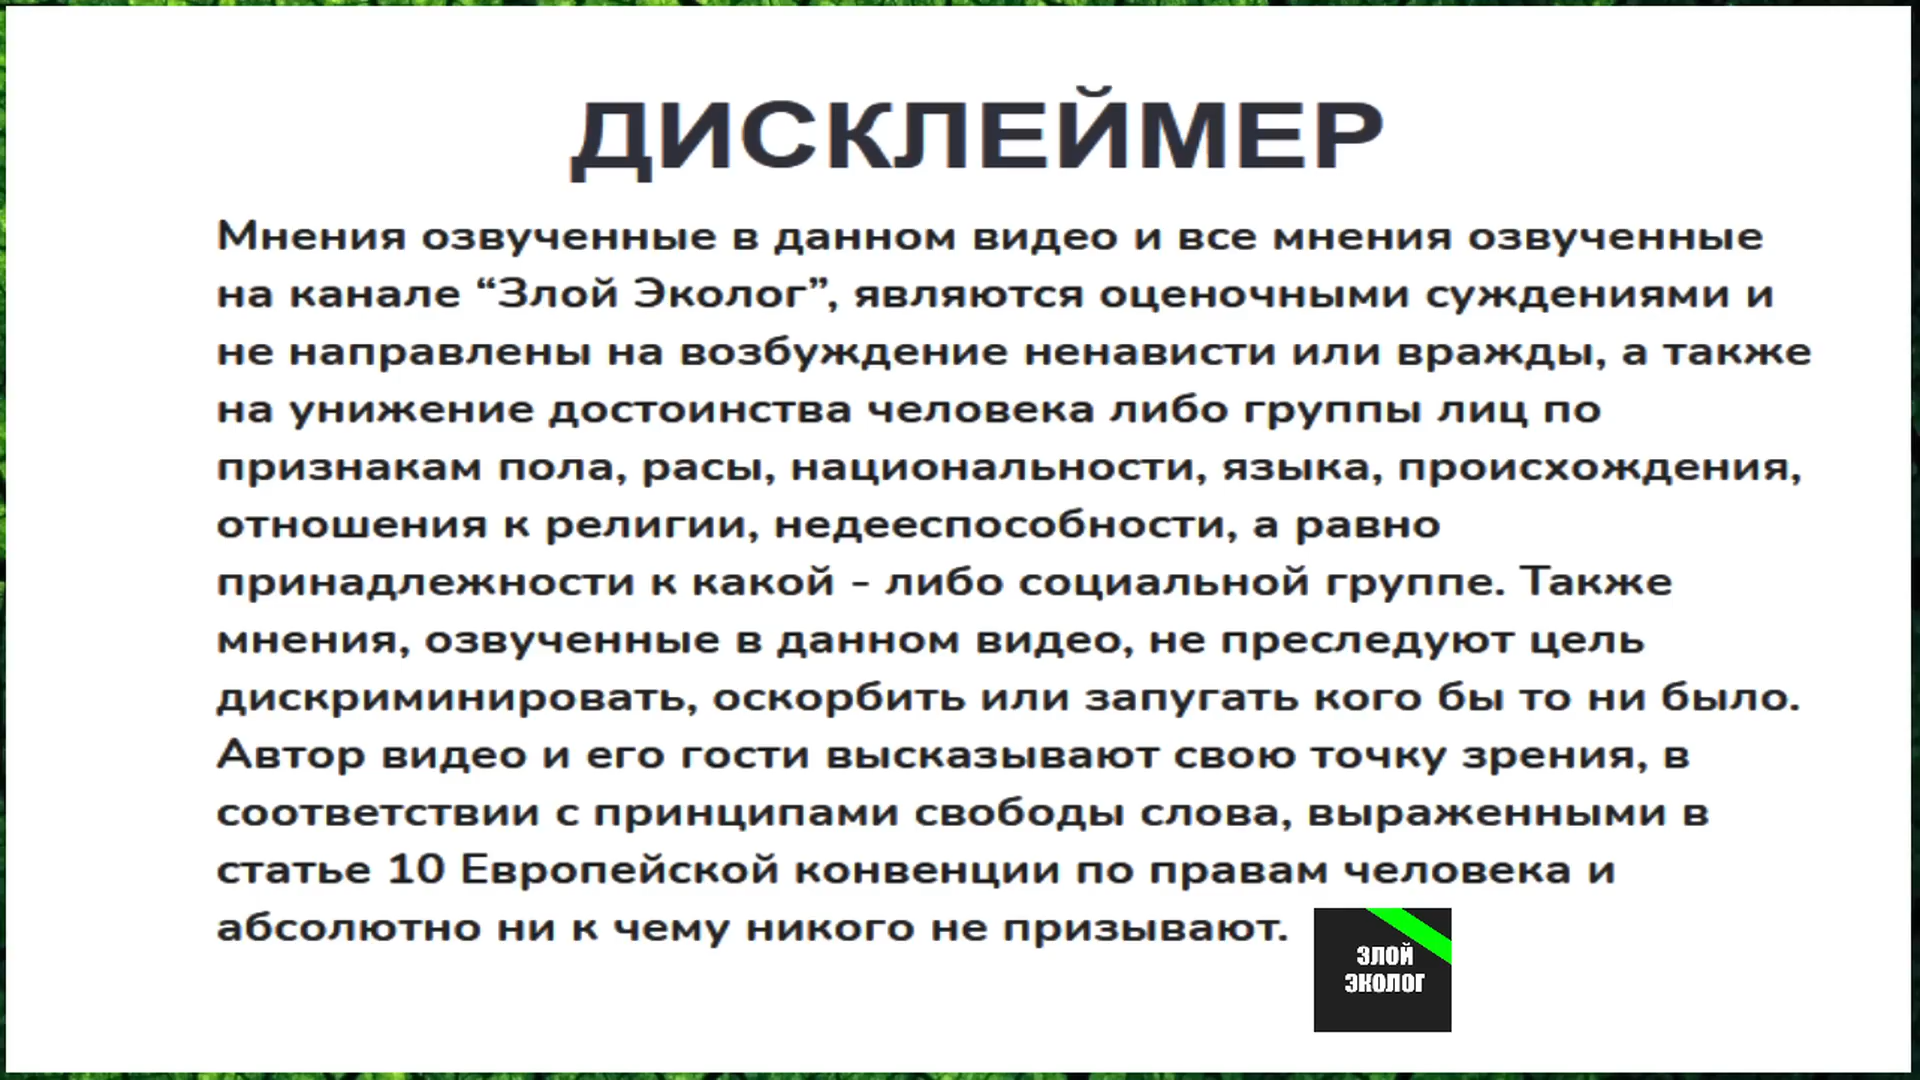 ДИСКЛЕЙМЕР
Мнения озвученные в данном видео и все мнения озвученные
на канале “Злой Эколог”, являются оценочными суждениями и
не направлены на возбуждение ненависти или вражды, а также
на унижение достоинства человека либо группы лиц по
признакам пола, расы, национальности, языка, происхождения,
отношения к религии, недееспособности, а равно
принадлежности к какой - либо социальной группе. Также
мнения, озвученные в данном видео, не преследуют цель
дискриминировать, оскорбить или запугать кого бы то ни было.
Автор видео и его гости высказывают свою точку зрения, в
соответствии с принципами свободы слова, выраженными в
статье 10 Европейской конвенции по правам человека и
абсолютно ни к чему никого не призывают.
ЗЛОЙ
ЭКОЛОГ